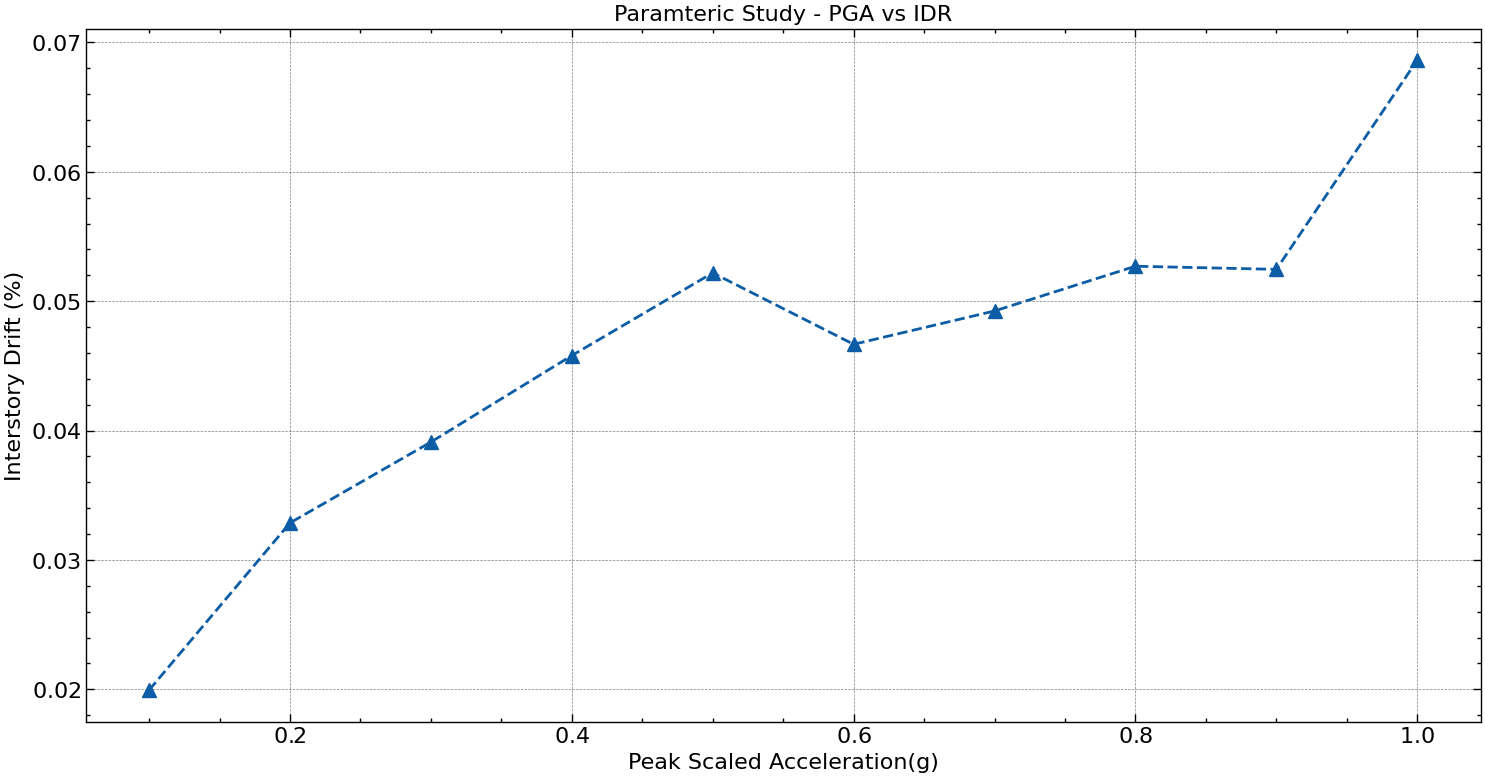 Paramteric Study - PGA vs IDR
0.07
0.06
0.05
0.04
0.03
0.02
Interstory Drift (%)
0.2 0.4 0.6 0.8 1.0
Peak Scaled Acceleration(g)